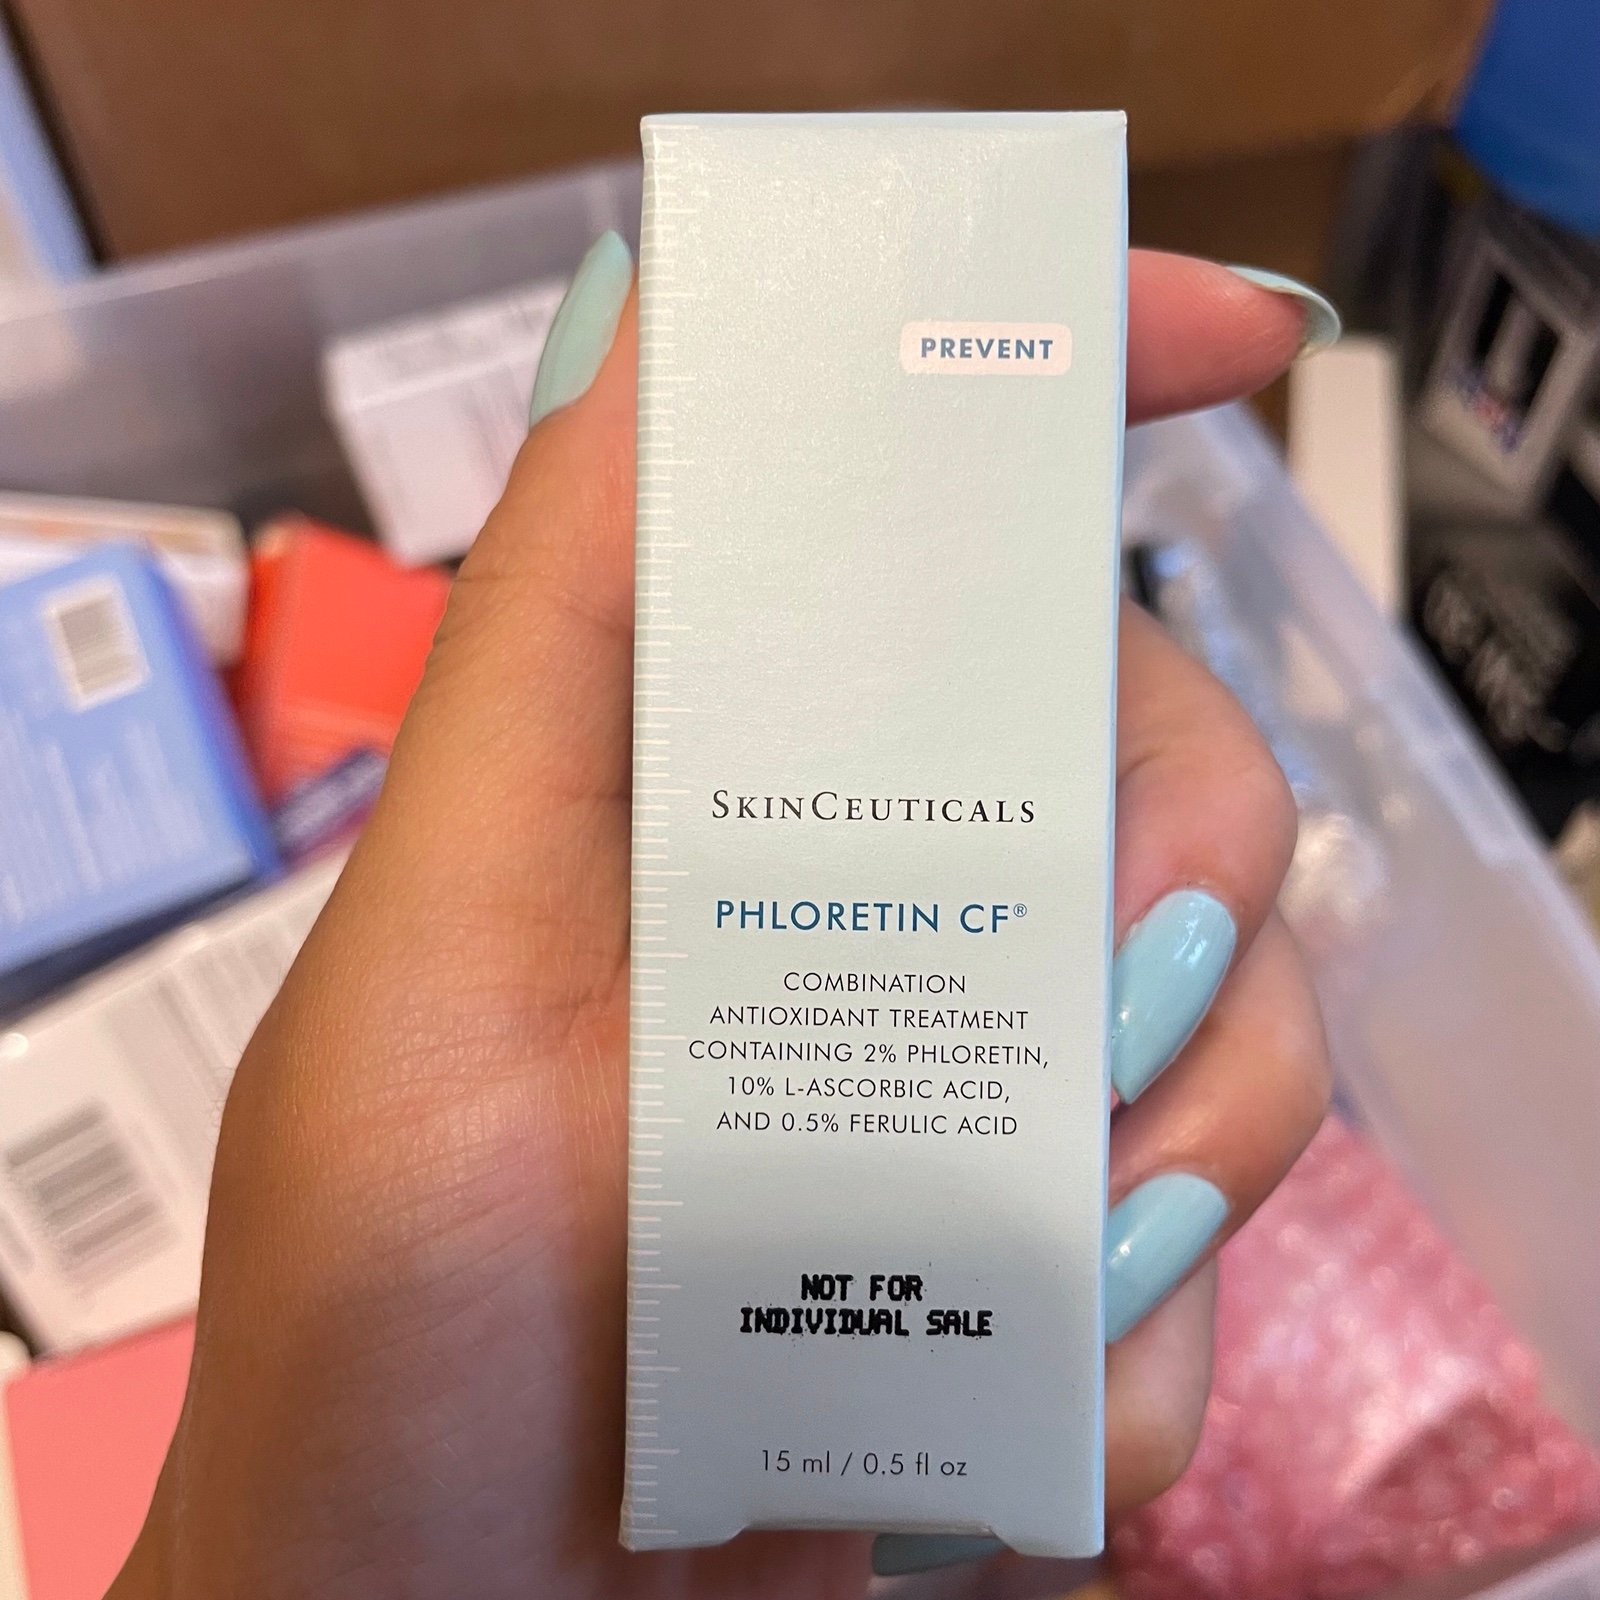 PREVENT
SKINCEUTICALS
PHLORETIN CF®
COMBINATION
ANTIOXIDANT TREATMENT
CONTAINING 2% PHLORETIN,
10% L-ASCORBIC ACID,
AND 0.5% FERULIC ACID
NOT FOR
INDIVIDUAL SALE
15 ml / 0.5 fl oz